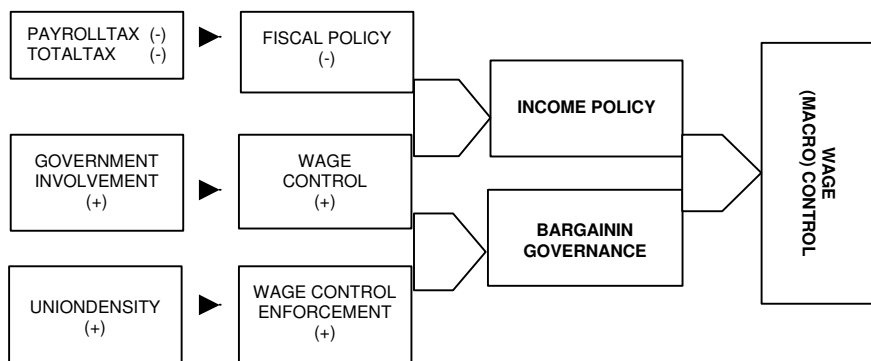 PAYROLLTAX (-)
TOTALTAX (-)
FISCAL POLICY
(-)
INCOME POLICY
WAGE
(MACRO) CONTROL
GOVERNMENT
INVOLVEMENT
(+)
WAGE
CONTROL
(+)
BARGAININ
GOVERNANCE
UNIONDENSITY
(+)
WAGE CONTROL
ENFORCEMENT
(+)